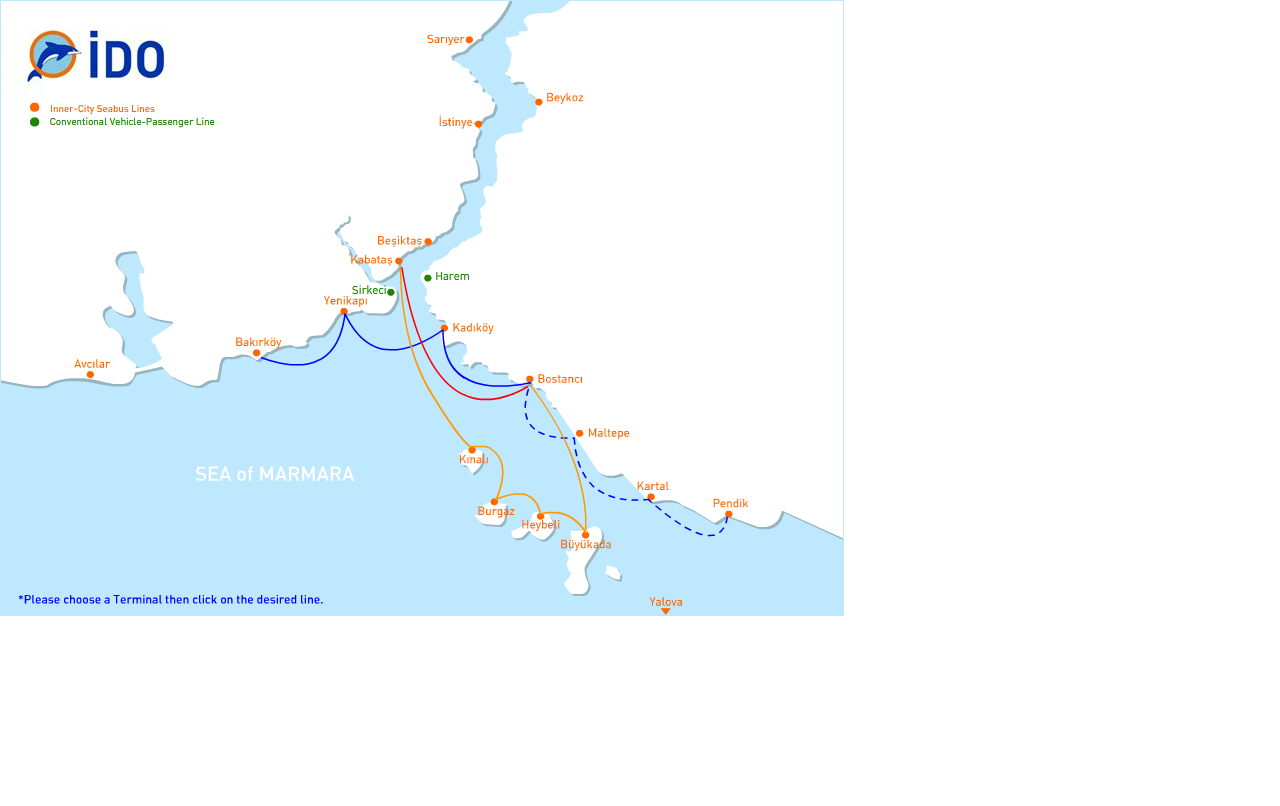 Sarıyer
İDO
Beykoz
Inner-City Seabus Lines
Conventional Vehicle-Passenger Line
İstinye
Beşiktaş
Kabataş
Harem
Sirkeci
Yenikapı
Kadıköy
Bakırköy
Avcılar
Bostancı
Maltepe
Kınalı
SEA of MARMARA
Kartal
Pendik
Burgaz
Heybeli
Büyükada
*Please choose a Terminal then click on the desired line.
Yalova